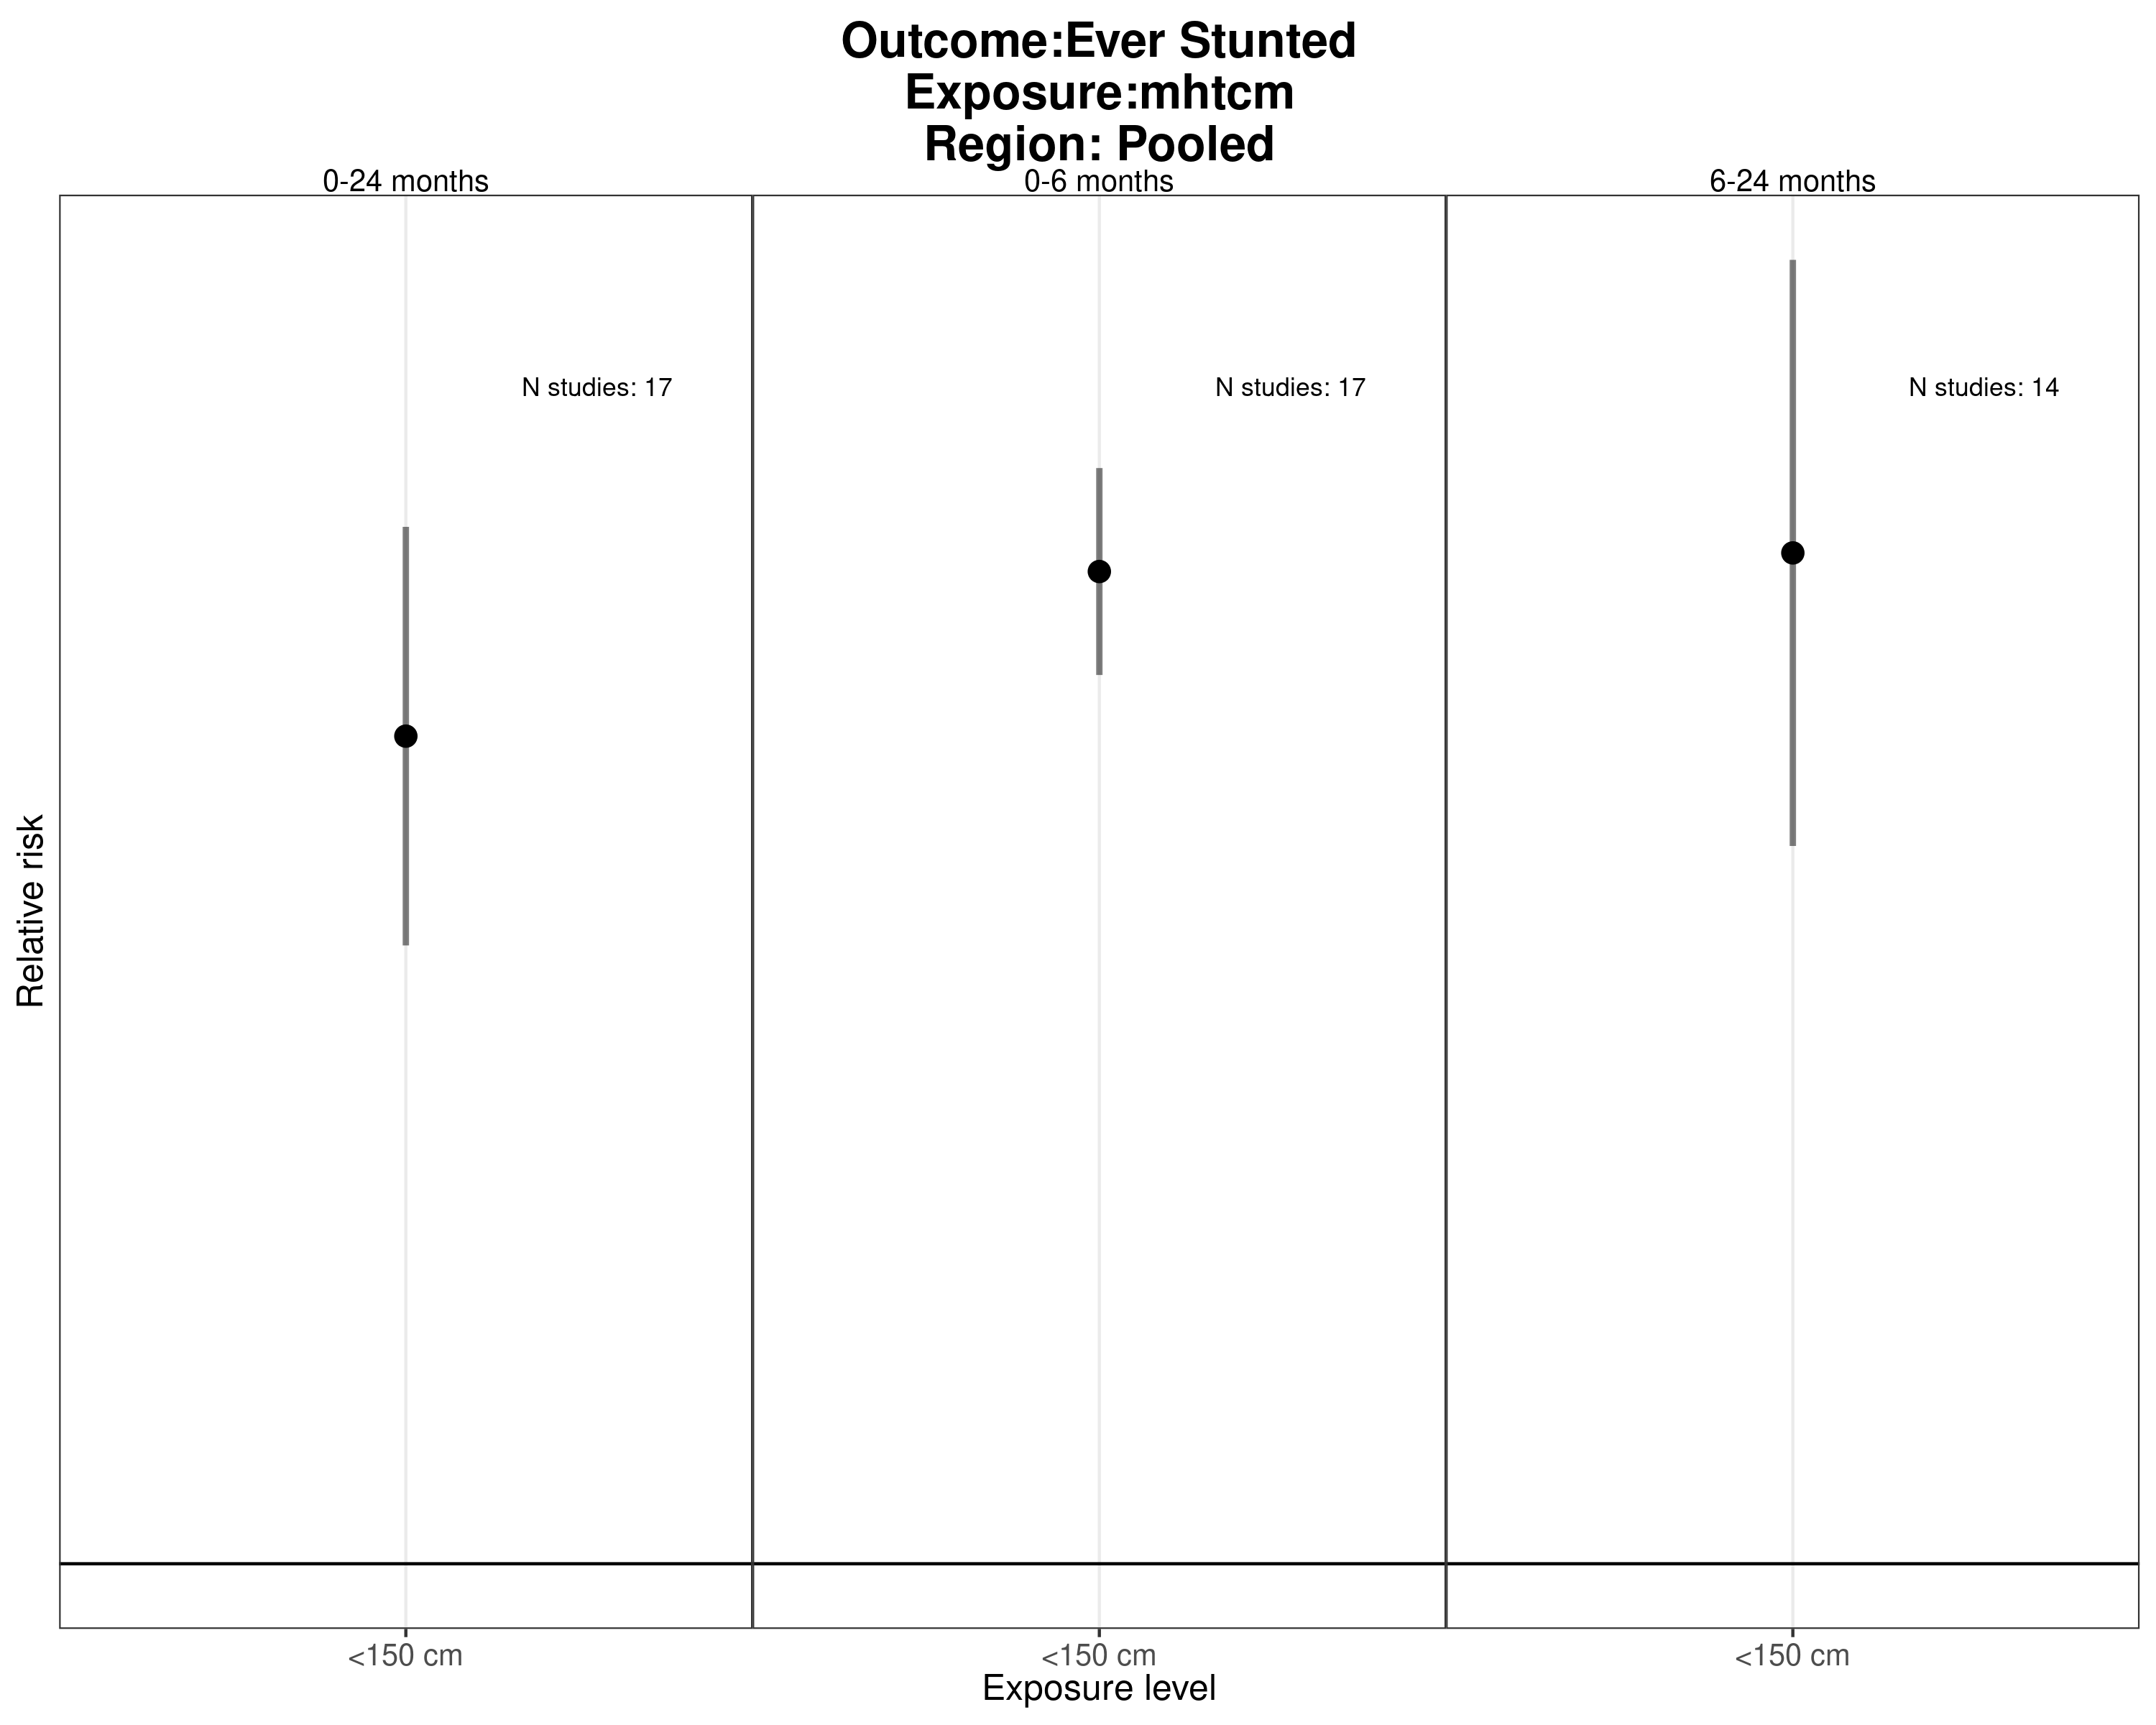 Outcome:Ever Stunted
Exposure:mhtcm
Region: Pooled
0-24 months
0-6 months
6-24 months
N studies: 17
N studies: 17
N studies: 14
Relative risk
<150 cm
<150 cm
<150 cm
Exposure level